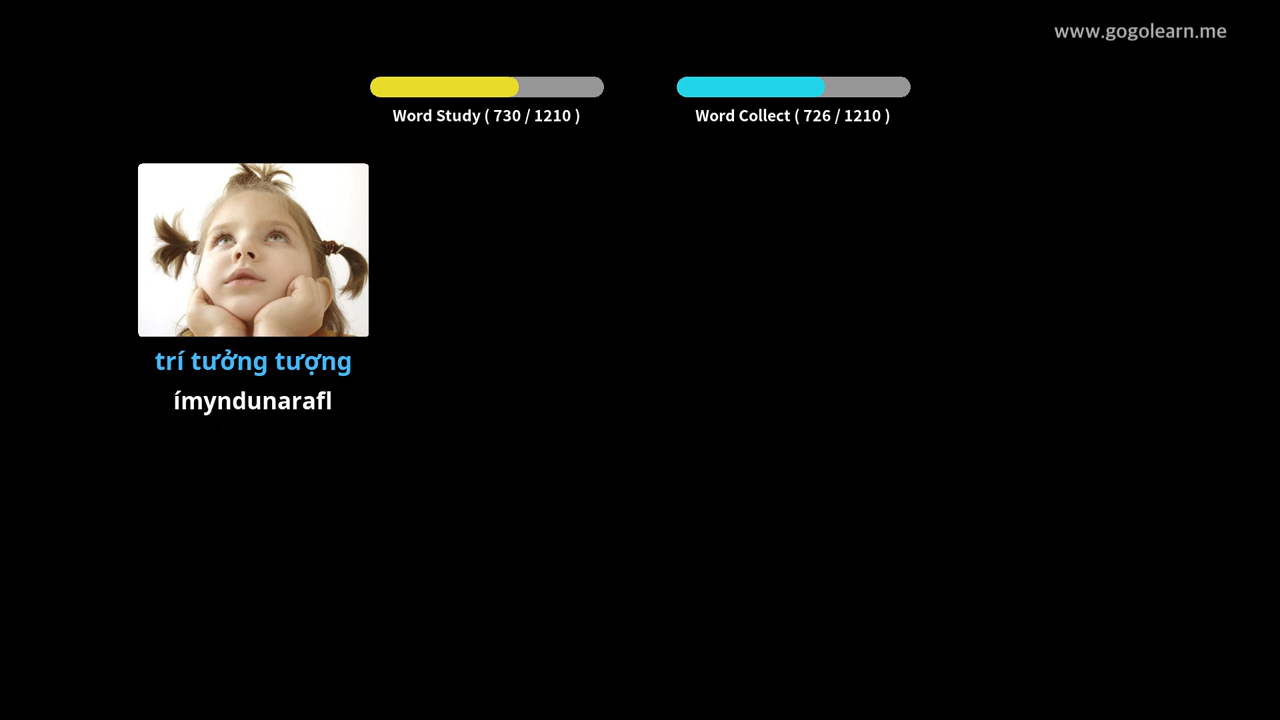 www.gogolearn.me
Word Study ( 730 / 1210 )
Word Collect ( 726 / 1210 )
trí tưởng tượng
ímyndunarafl